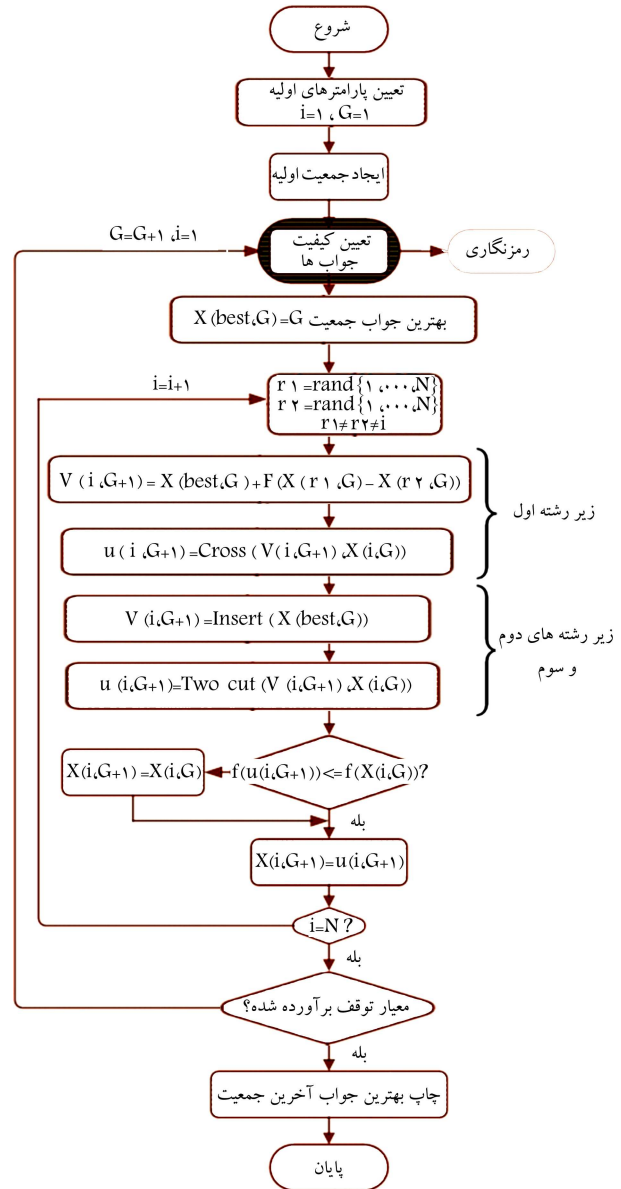 شروع
تعیین پارامترهای اولیه
i=۱ ، G=۱
ایجاد جمعیت اولیه
G=G+۱ ،i=۱
تعیین کیفیت
جواب ها
رمزنگاری
بهترین جواب جمعیت X (best،G)=G
i=i+۱
r ۱ =rand{۱ ،۰۰۰،N}
r ۲ =rand{۱ ،۰۰۰،N}
r۱≠ r۲≠i
V ( i ،G+۱) = X (best،G )+F (X ( r ۱ ،G) – X (r ۲ ،G))
زیر رشته اول
u ( i ،G+۱) =Cross ( V( i،G+۱) ،X(i،G))
V (i،G+۱) =Insert ( X (best،G))
زیر رشته های دوم
و سوم
u (i،G+۱)=Two cut (V (i،G+۱) ،X (i،G))
f(u(i،G+۱))<=f(X(i،G))?
X(i،G+۱)=X(i،G)
بله
X(i،G+۱)=u(i،G+۱)
i=N ?
بله
معیار توقف برآورده شده؟
بله
چاپ بهترین جواب آخرین جمعیت
پایان